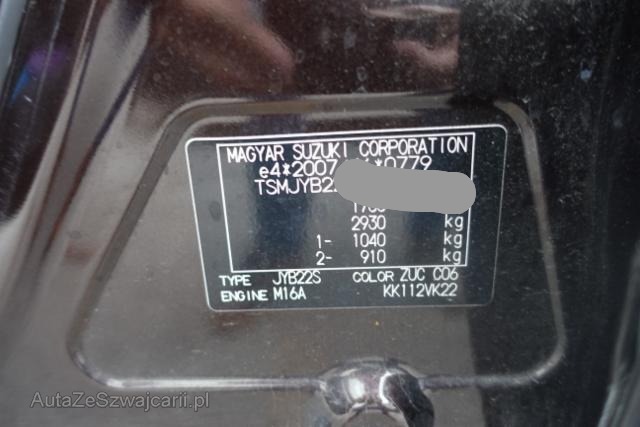 MAGYAR SUZUKI CORPORATION
e4*2007 *0779
TSMJYB2
2930 kg
1- 1040 kg
2- 910 kg
TYPE JYB22S COLOR ZUC C06
ENGINE M16A KK112VK22
AutaZeSzwajcarii.pl